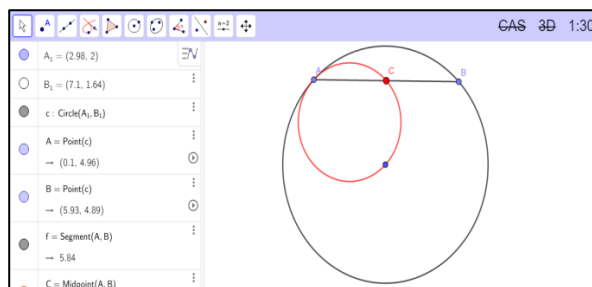 A
a=2
CAS 3D 1:30
A₁ = (2.98, 2)
B₁ = (7.1, 1.64)
c : Circle(A₁, B₁)
A = Point(c)
→ (0.1, 4.96)
B = Point(c)
→ (5.93, 4.89)
f = Segment(A, B)
→ 5.84
C = Midpoint(A, B)
A
C
B